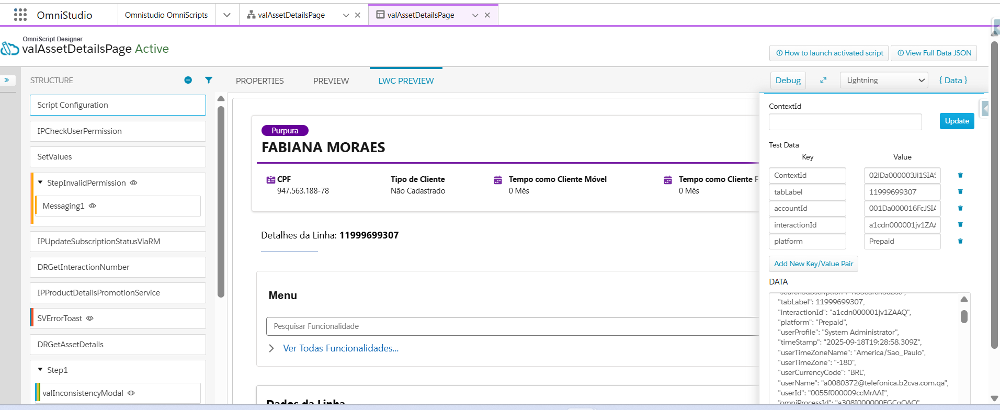 OmniStudio
Omnistudio OmniScripts
valAssetDetailsPage
valAssetDetailsPage
OmniScript Designer
valAssetDetailsPage Active
How to launch activated script
View Full Data JSON
STRUCTURE
PROPERTIES
PREVIEW
LWC PREVIEW
Debug
Lightning
{ Data }
Script Configuration
IPCheckUserPermission
SetValues
StepInvalidPermission
Messaging1
IPUpdateSubscriptionStatusViaRM
DRGetInteractionNumber
IPProductDetailsPromotionService
SVErrorToast
DRGetAssetDetails
Step1
valInconsistencyModal
Purpura
FABIANA MORAES
CPF
947.563.188-78
Tipo de Cliente
Não Cadastrado
Tempo como Cliente Móvel
0 Mês
Tempo como Cliente F
0 Mês
Detalhes da Linha: 11999699307
Menu
Pesquisar Funcionalidade
Ver Todas Funcionalidades...
Dados da Linha
ContextId
Update
Test Data
Key Value
ContextId 02iDa000003Ji1SIAS
tabLabel 11999699307
accountId 001Da000016FcJSIA
interactionId a1cdn000001jv1ZAA
platform Prepaid
Add New Key/Value Pair
DATA
"tabLabel": 11999699307,
"interactionId": "a1cdn000001jv1ZAAQ",
"platform": "Prepaid",
"userProfile": "System Administrator",
"timeStamp": "2025-09-18T19:28:58.309Z",
"userTimeZoneName": "America/Sao_Paulo",
"userTimeZone": "-180",
"userCurrencyCode": "BRL",
"userName": "a0080372@telefonica.b2cva.com.qa",
"userId": "0055f000009ccMrAAI",